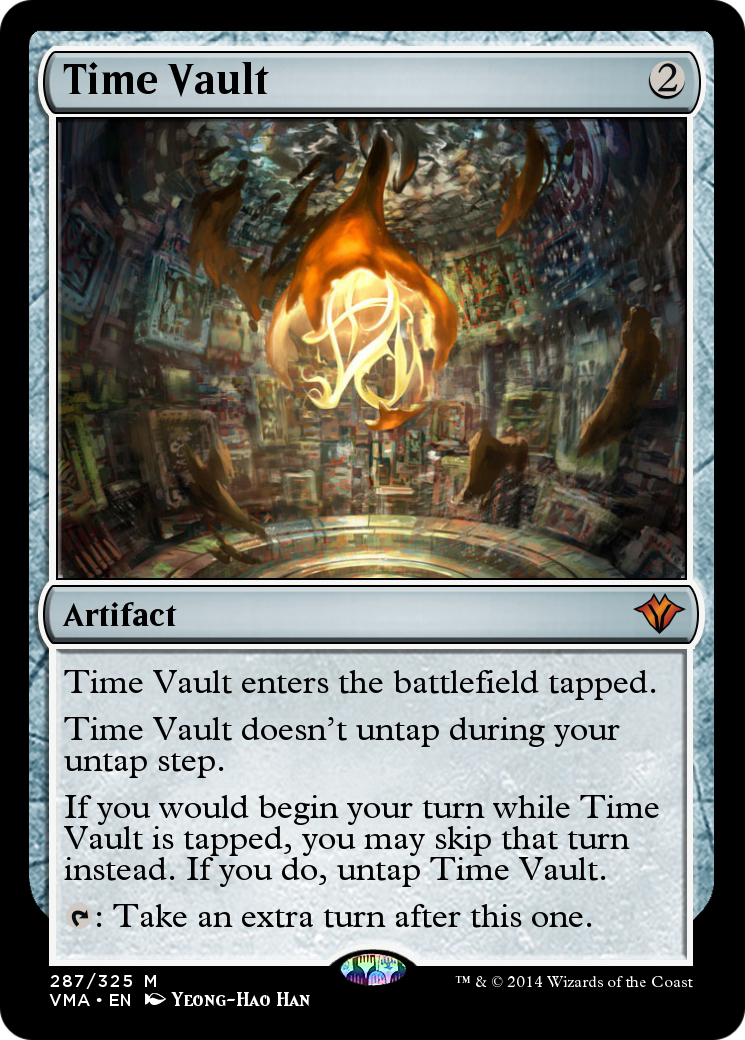 Time Vault 2
Artifact
Time Vault enters the battlefield tapped.
Time Vault doesn't untap during your
untap step.
If you would begin your turn while Time
Vault is tapped, you may skip that turn
instead. If you do, untap Time Vault.
: Take an extra turn after this one.
287/325 M
VMA • EN Yeong-Hao Han
™ & © 2014 Wizards of the Coast